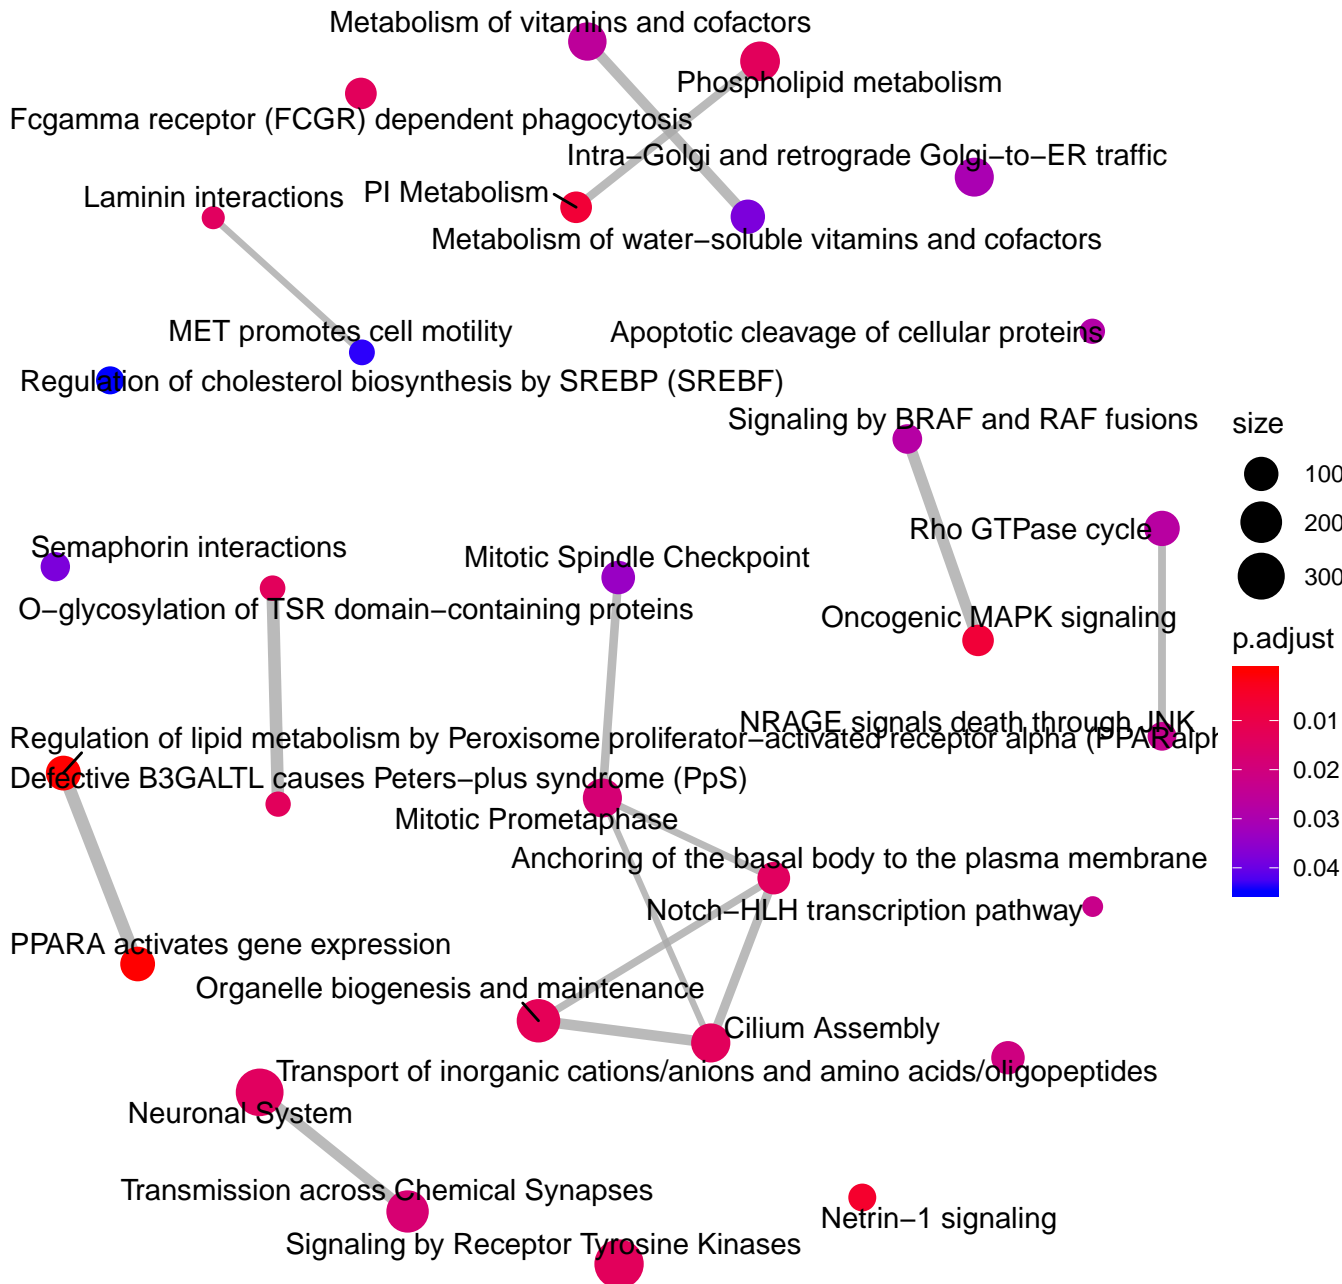 Metabolism of vitamins and cofactors
Phospholipid metabolism
Fcgamma receptor (FCGR) dependent phagocytosis
Intra−Golgi and retrograde Golgi−to−ER traffic
Laminin interactions
PI Metabolism
Metabolism of water−soluble vitamins and cofactors
MET promotes cell motility
Apoptotic cleavage of cellular proteins
Regulation of cholesterol biosynthesis by SREBP (SREBF)
Signaling by BRAF and RAF fusions
Rho GTPase cycle
Semaphorin interactions
Mitotic Spindle Checkpoint
O−glycosylation of TSR domain−containing proteins
Oncogenic MAPK signaling
NRAGE signals death through JNK
Regulation of lipid metabolism by Peroxisome proliferator−activated receptor alpha (PPARalph
Defective B3GALTL causes Peters−plus syndrome (PpS)
Mitotic Prometaphase
Anchoring of the basal body to the plasma membrane
Notch−HLH transcription pathway
PPARA activates gene expression
Organelle biogenesis and maintenance
Cilium Assembly
Transport of inorganic cations/anions and amino acids/oligopeptides
Neuronal System
Transmission across Chemical Synapses
Netrin−1 signaling
Signaling by Receptor Tyrosine Kinases
size
100
200
300
p.adjust
0.01
0.02
0.03
0.04